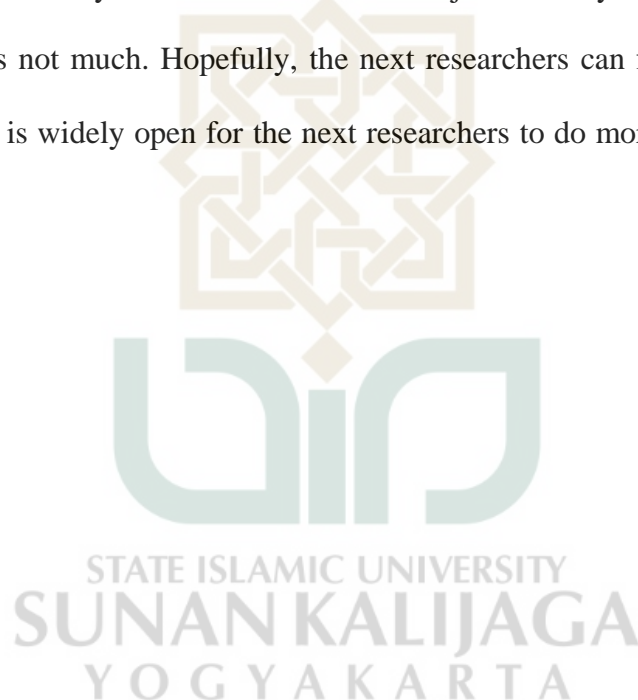 s not much. Hopefully, the next researchers can
is widely open for the next researchers to do
STATE ISLAMIC UNIVERSITY
SUNAN KALIJAGA
YOGYAKARTA